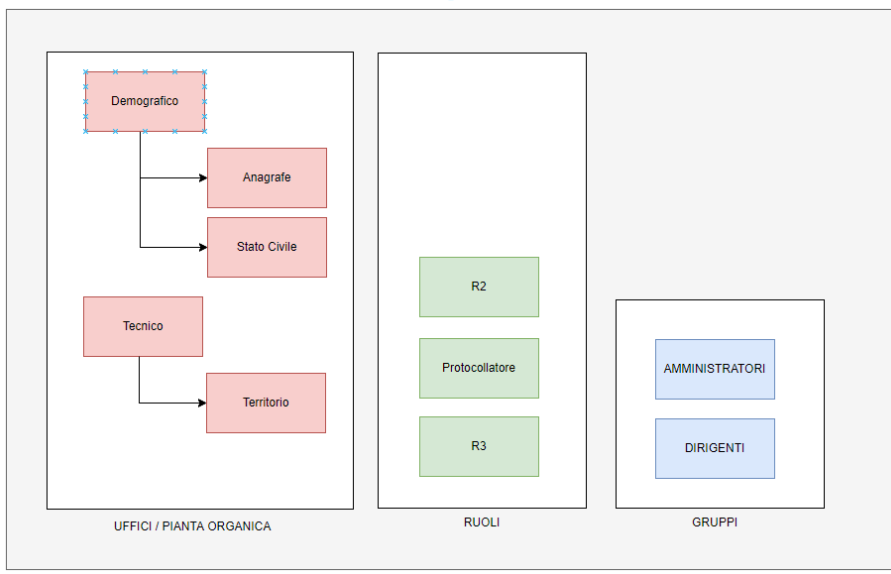 Demografico
Anagrafe
Stato Civile
Tecnico
Territorio
UFFICI / PIANTA ORGANICA
R2
Protocollatore
R3
RUOLI
AMMINISTRATORI
DIRIGENTI
GRUPPI